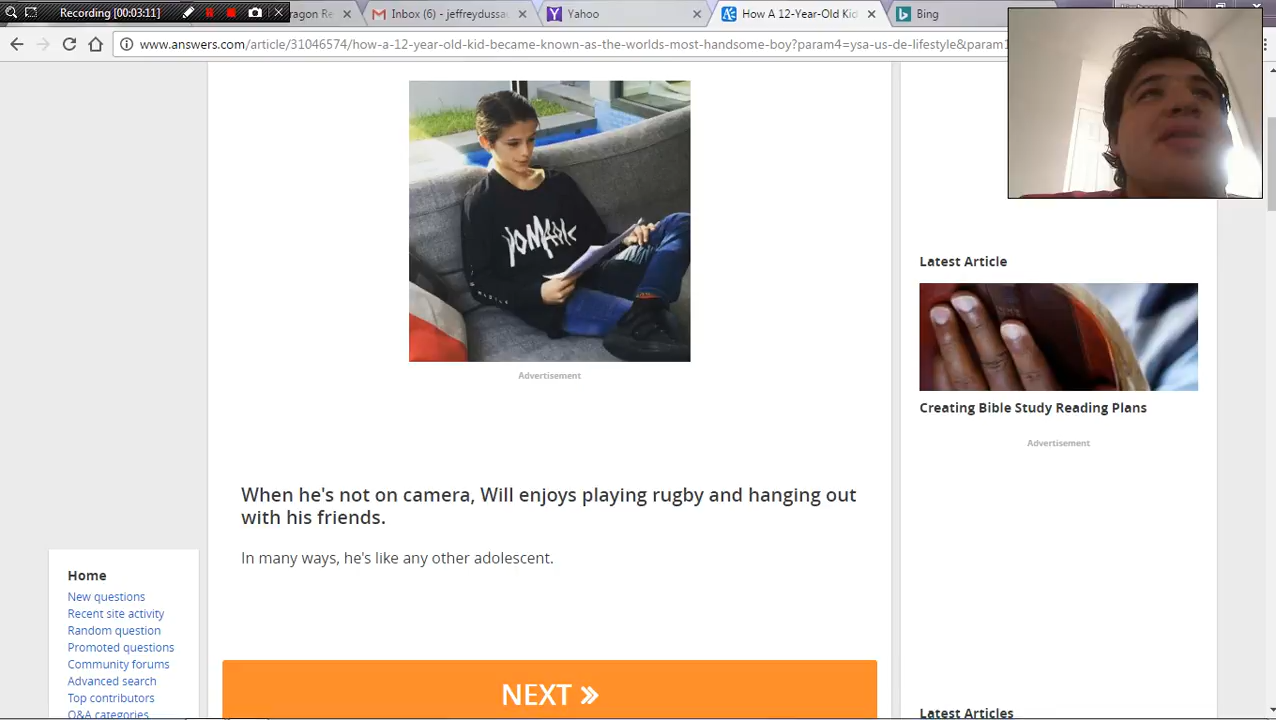 Recording [00:03:11]
ragon Re
Inbox (6) - jeffreydussau
Yahoo
How A 12-Year-Old Kid
Bing
www.answers.com/article/31046574/how-a-12-year-old-kid-became-known-as-the-worlds-most-handsome-boy?param4=ysa-us-de-lifestyle&param1
Advertisement
When he's not on camera, Will enjoys playing rugby and hanging out
with his friends.
In many ways, he's like any other adolescent.
NEXT »
Home
New questions
Recent site activity
Random question
Promoted questions
Community forums
Advanced search
Top contributors
Q&A categories
Latest Article
Creating Bible Study Reading Plans
Advertisement
Latest Articles